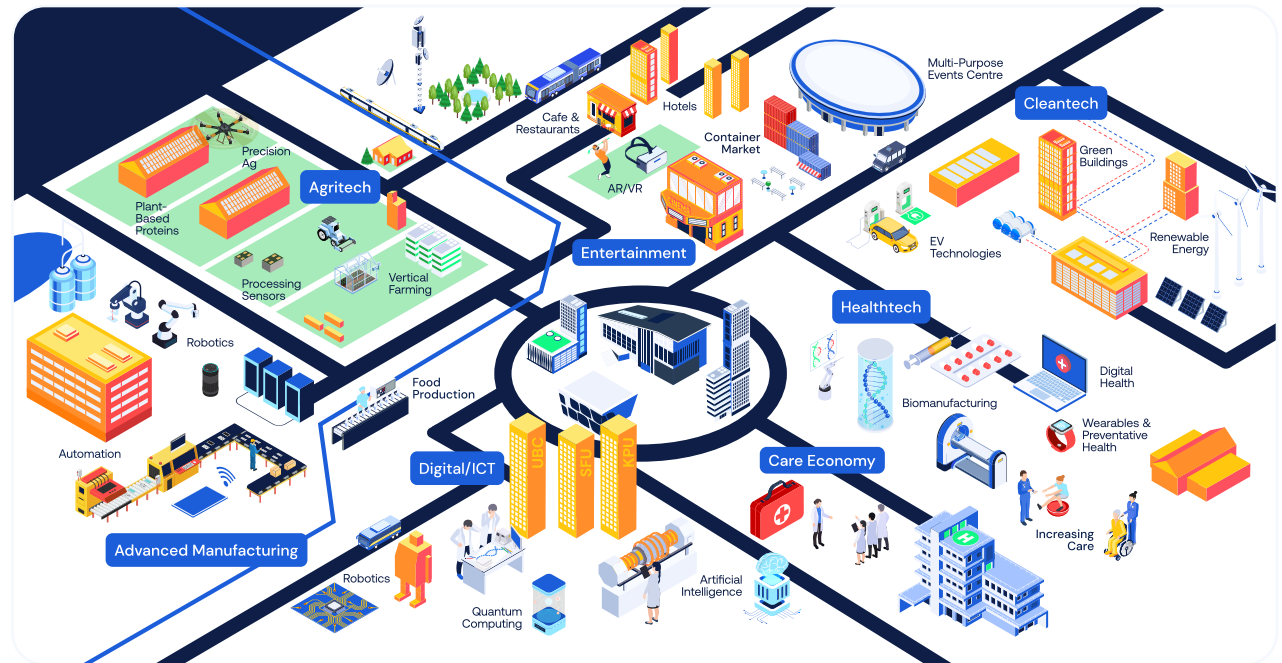 Multi-Purpose
Events Centre
Cleantech
Hotels
Cafe &
Restaurants
Container
Market
Precision
Ag
Green
Buildings
Agritech
AR/VR
CINEMA
Plant-
Based
Proteins
EV
Technologies
Renewable
Energy
Entertainment
Processing
Sensors
Vertical
Farming
Healthtech
Robotics
Food
Production
Digital
Health
Biomanufacturing
Wearables &
Preventative
Health
Automation
Digital/ICT
UBC
SFU
KPU
Care Economy
Advanced Manufacturing
H
Increasing
Care
Robotics
Artificial
Intelligence
Quantum
Computing